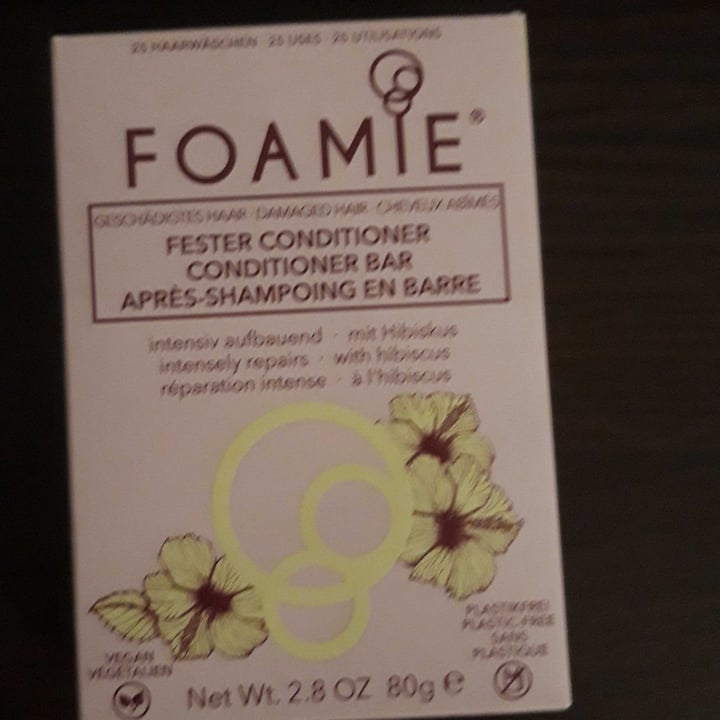 25 HAARWÄSCHEN · 25 USES · 25 UTILISATIONS
FOAMIE®
GESCHÄDIGTES HAAR · DAMAGED HAIR · CHEVEUX ABÎMÉS
FESTER CONDITIONER
CONDITIONER BAR
APRÈS-SHAMPOING EN BARRE
intensiv aufbauend · mit Hibiskus
intensely repairs · with hibiscus
réparation intense · à l'hibiscus
PLASTIKFREI
PLASTIC-FREE
SANS
PLASTIQUE
VEGAN
VÉGÉTALIEN
Net Wt. 2.8 OZ 80g ℮